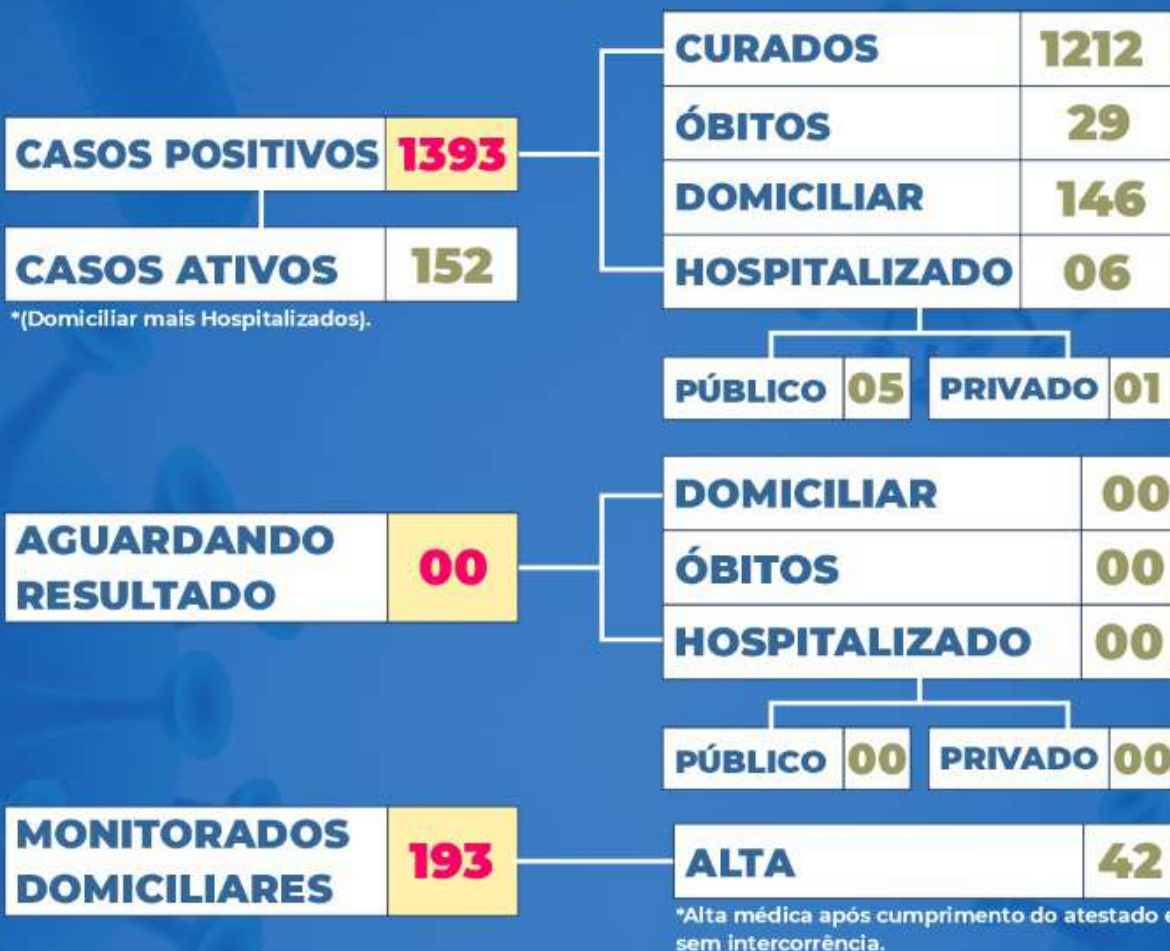 CASOS POSITIVOS 1393
CASOS ATIVOS 152
*(Domiciliar mais Hospitalizados).
CURADOS 1212
ÓBITOS 29
DOMICILIAR 146
HOSPITALIZADO 06
PÚBLICO 05 PRIVADO 01
AGUARDANDO
RESULTADO 00
DOMICILIAR 00
ÓBITOS 00
HOSPITALIZADO 00
PÚBLICO 00 PRIVADO 00
MONITORADOS
DOMICILIARES 193
ALTA 42
*Alta médica após cumprimento do atestado e
sem intercorrência.